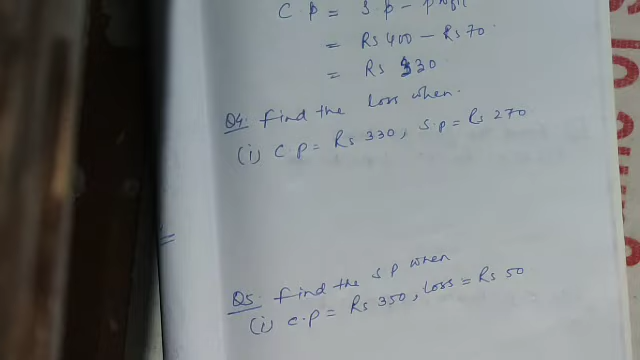 C.p = S.p - profit
= Rs 400 - Rs 70
= Rs 330
Q4. find the loss when.
(i) C.p = Rs 330, S.p = Rs 270
Q5. find the S P when
(i) C.p = Rs 350, loss = Rs 50